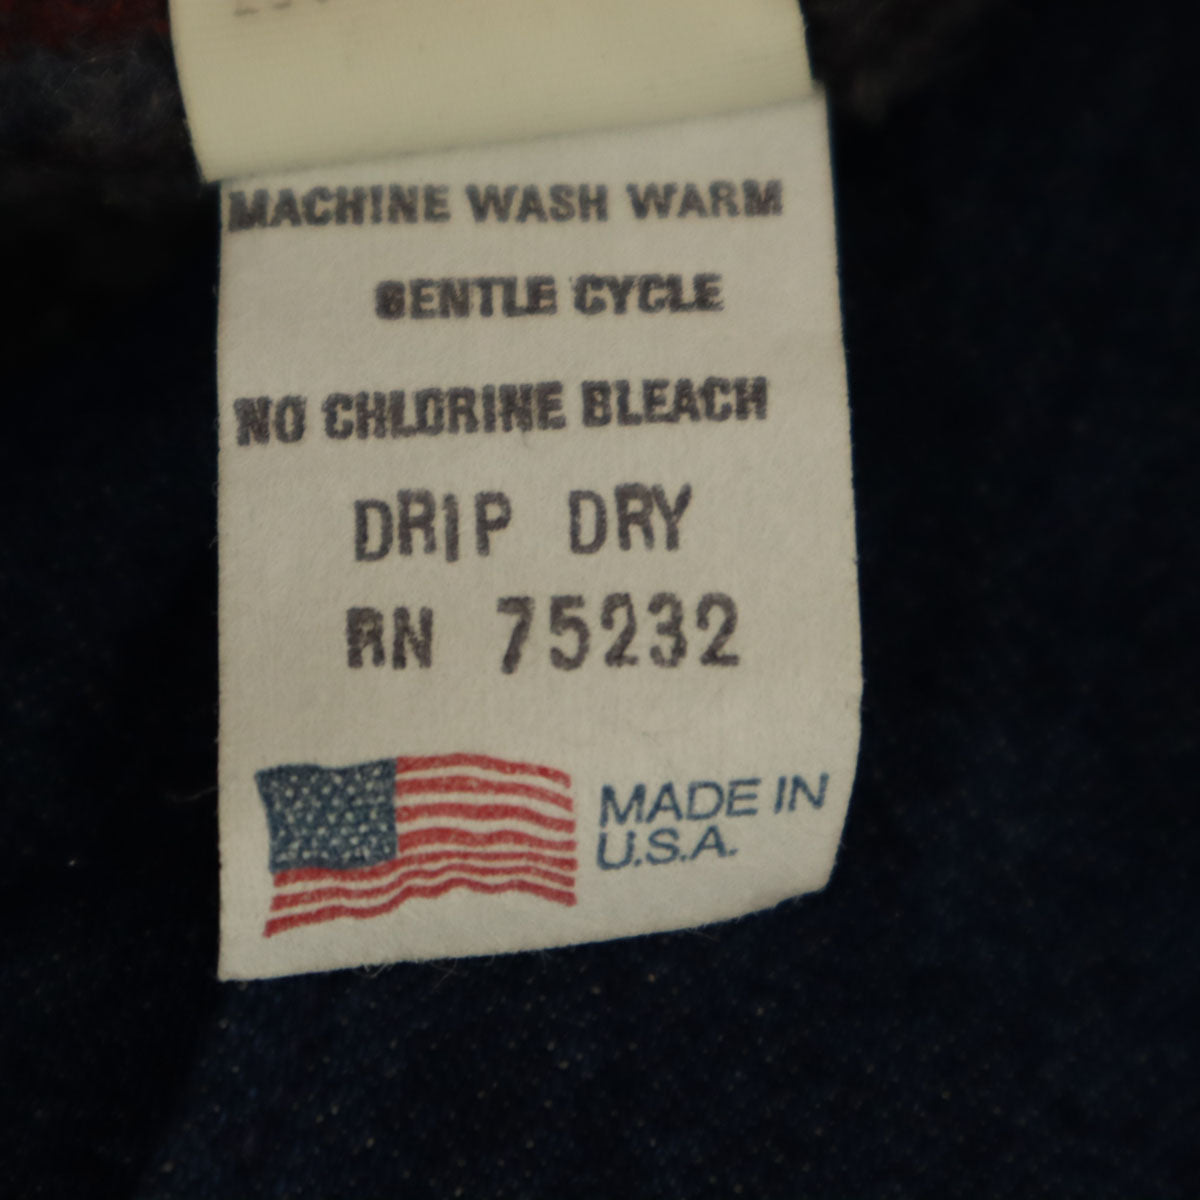 MACHINE WASH WARM
GENTLE CYCLE
NO CHLORINE BLEACH
DRIP DRY
RN 75232
MADE IN
U.S.A.